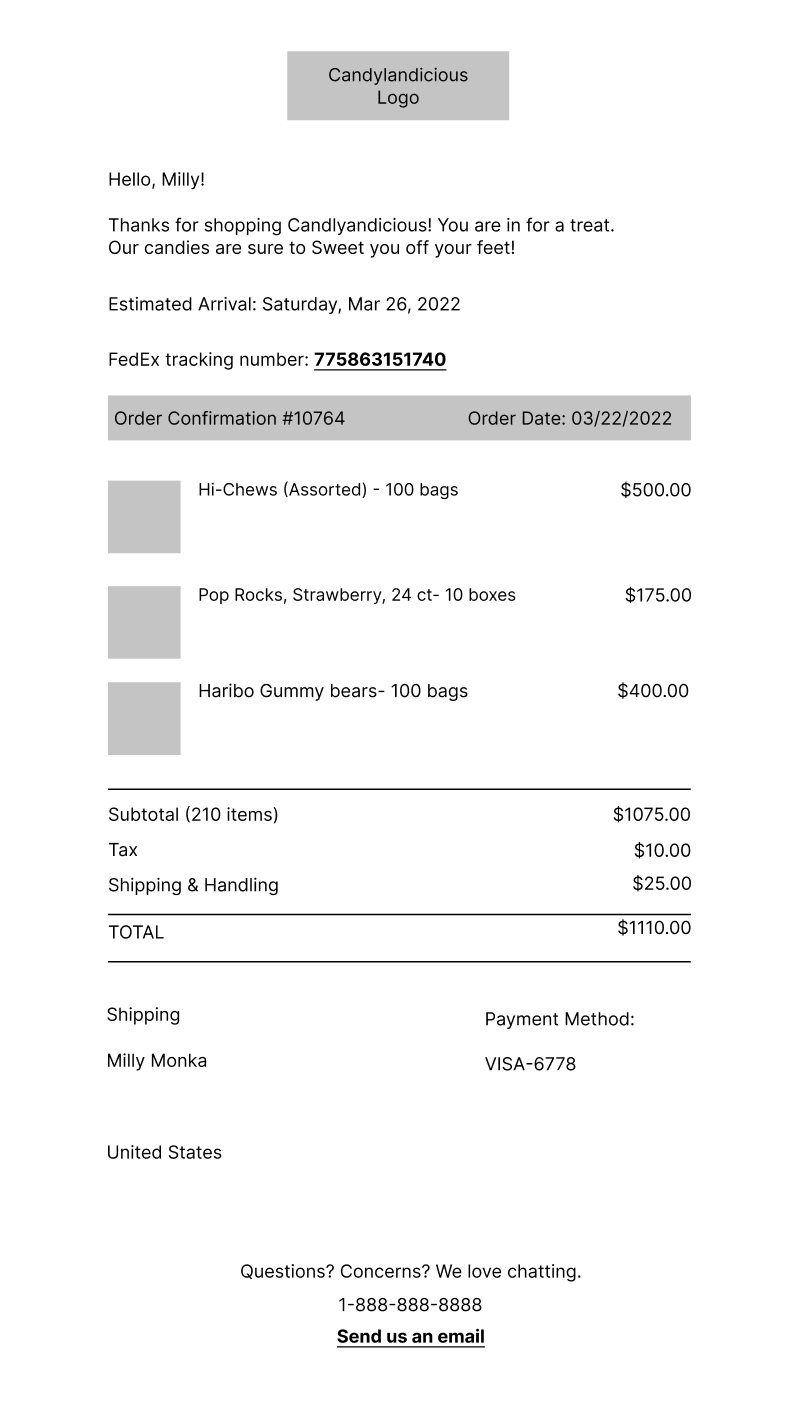 Candylandicious
Logo
Hello, Milly!
Thanks for shopping Candlyandicious! You are in for a treat.
Our candies are sure to Sweet you off your feet!
Estimated Arrival: Saturday, Mar 26, 2022
FedEx tracking number: 775863151740
Order Confirmation #10764 Order Date: 03/22/2022
Hi-Chews (Assorted) - 100 bags $500.00
Pop Rocks, Strawberry, 24 ct- 10 boxes $175.00
Haribo Gummy bears- 100 bags $400.00
Subtotal (210 items) $1075.00
Tax $10.00
Shipping & Handling $25.00
TOTAL $1110.00
Shipping Payment Method:
Milly Monka VISA-6778
United States
Questions? Concerns? We love chatting.
1-888-888-8888
Send us an email